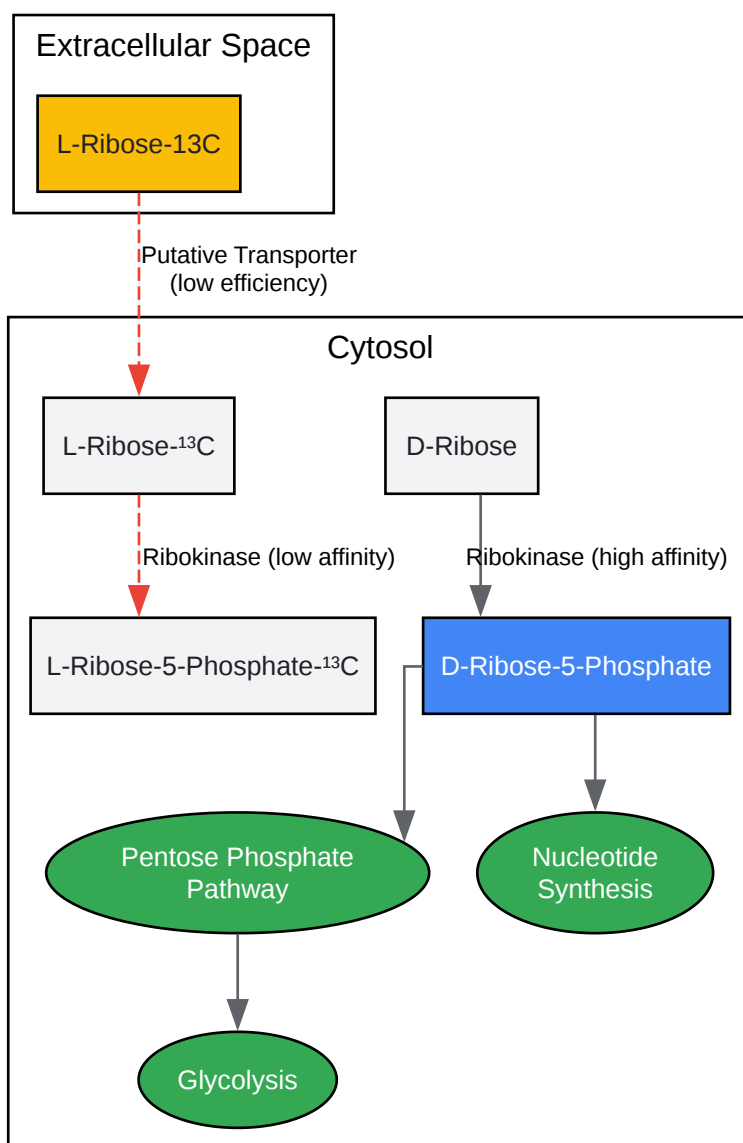 Extracellular Space
L-Ribose-13C
Putative Transporter
(low efficiency)
Cytosol
L-Ribose-¹³C
D-Ribose
Ribokinase (low affinity)
Ribokinase (high affinity)
L-Ribose-5-Phosphate-¹³C
D-Ribose-5-Phosphate
Pentose Phosphate
Pathway
Nucleotide
Synthesis
Glycolysis